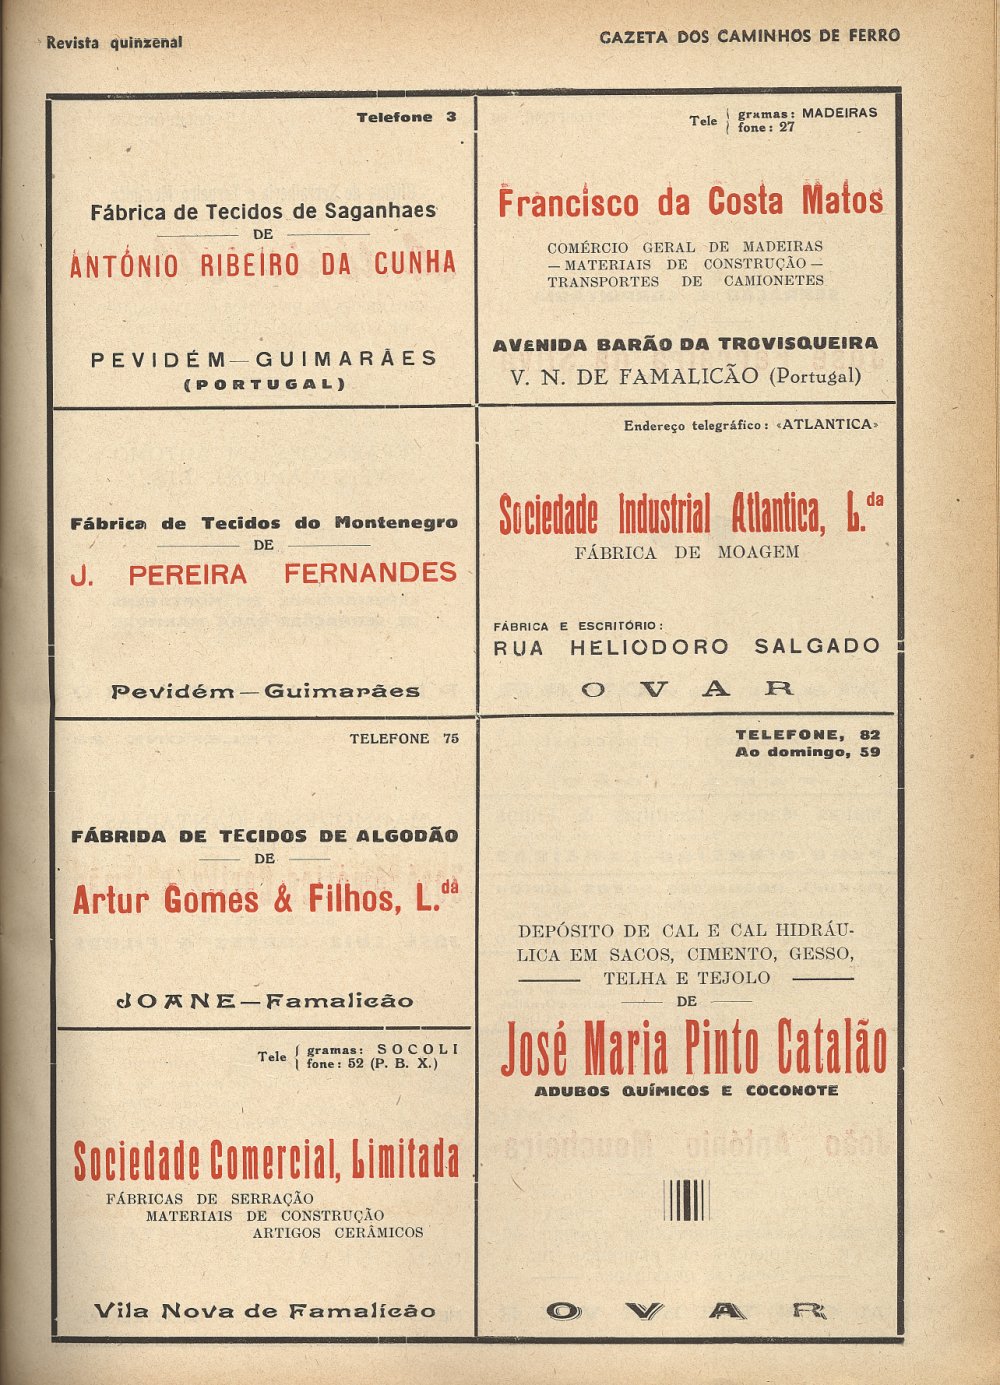 Revista quinzenal
GAZETA DOS CAMINHOS DE FERRO
Telefone 3
Fábrica de Tecidos de Saganhaes
DE
ANTÓNIO RIBEIRO DA CUNHA
PEVIDÉM—GUIMARÃES
(PORTUGAL)
Tele { gramas: MADEIRAS
fone: 27
Francisco da Costa Matos
COMÉRCIO GERAL DE MADEIRAS
— MATERIAIS DE CONSTRUÇÃO —
TRANSPORTES DE CAMIONETES
AVENIDA BARÃO DA TROVISQUEIRA
V. N. DE FAMALICÃO (Portugal)
Fábrica de Tecidos do Montenegro
DE
J. PEREIRA FERNANDES
Pevidém—Guimarães
Endereço telegráfico: «ATLANTICA»
Sociedade Industrial Atlantica, L.da
FÁBRICA DE MOAGEM
FÁBRICA E ESCRITÓRIO:
RUA HELIODORO SALGADO
OVAR
TELEFONE 75
FÁBRIDA DE TECIDOS DE ALGODÃO
DE
Artur Gomes & Filhos, L.da
JOANE—Famalicão
Tele { gramas: SOCOLI
fone: 52 (P. B. X.)
Sociedade Comercial, Limitada
FÁBRICAS DE SERRAÇÃO
MATERIAIS DE CONSTRUÇÃO
ARTIGOS CERÂMICOS
Vila Nova de Famalicão
TELEFONE, 82
Ao domingo, 59
DEPÓSITO DE CAL E CAL HIDRÁU-
LICA EM SACOS, CIMENTO, GESSO,
TELHA E TEJOLO
DE
José Maria Pinto Catalão
ADUBOS QUÍMICOS E COCONOTE
OVAR